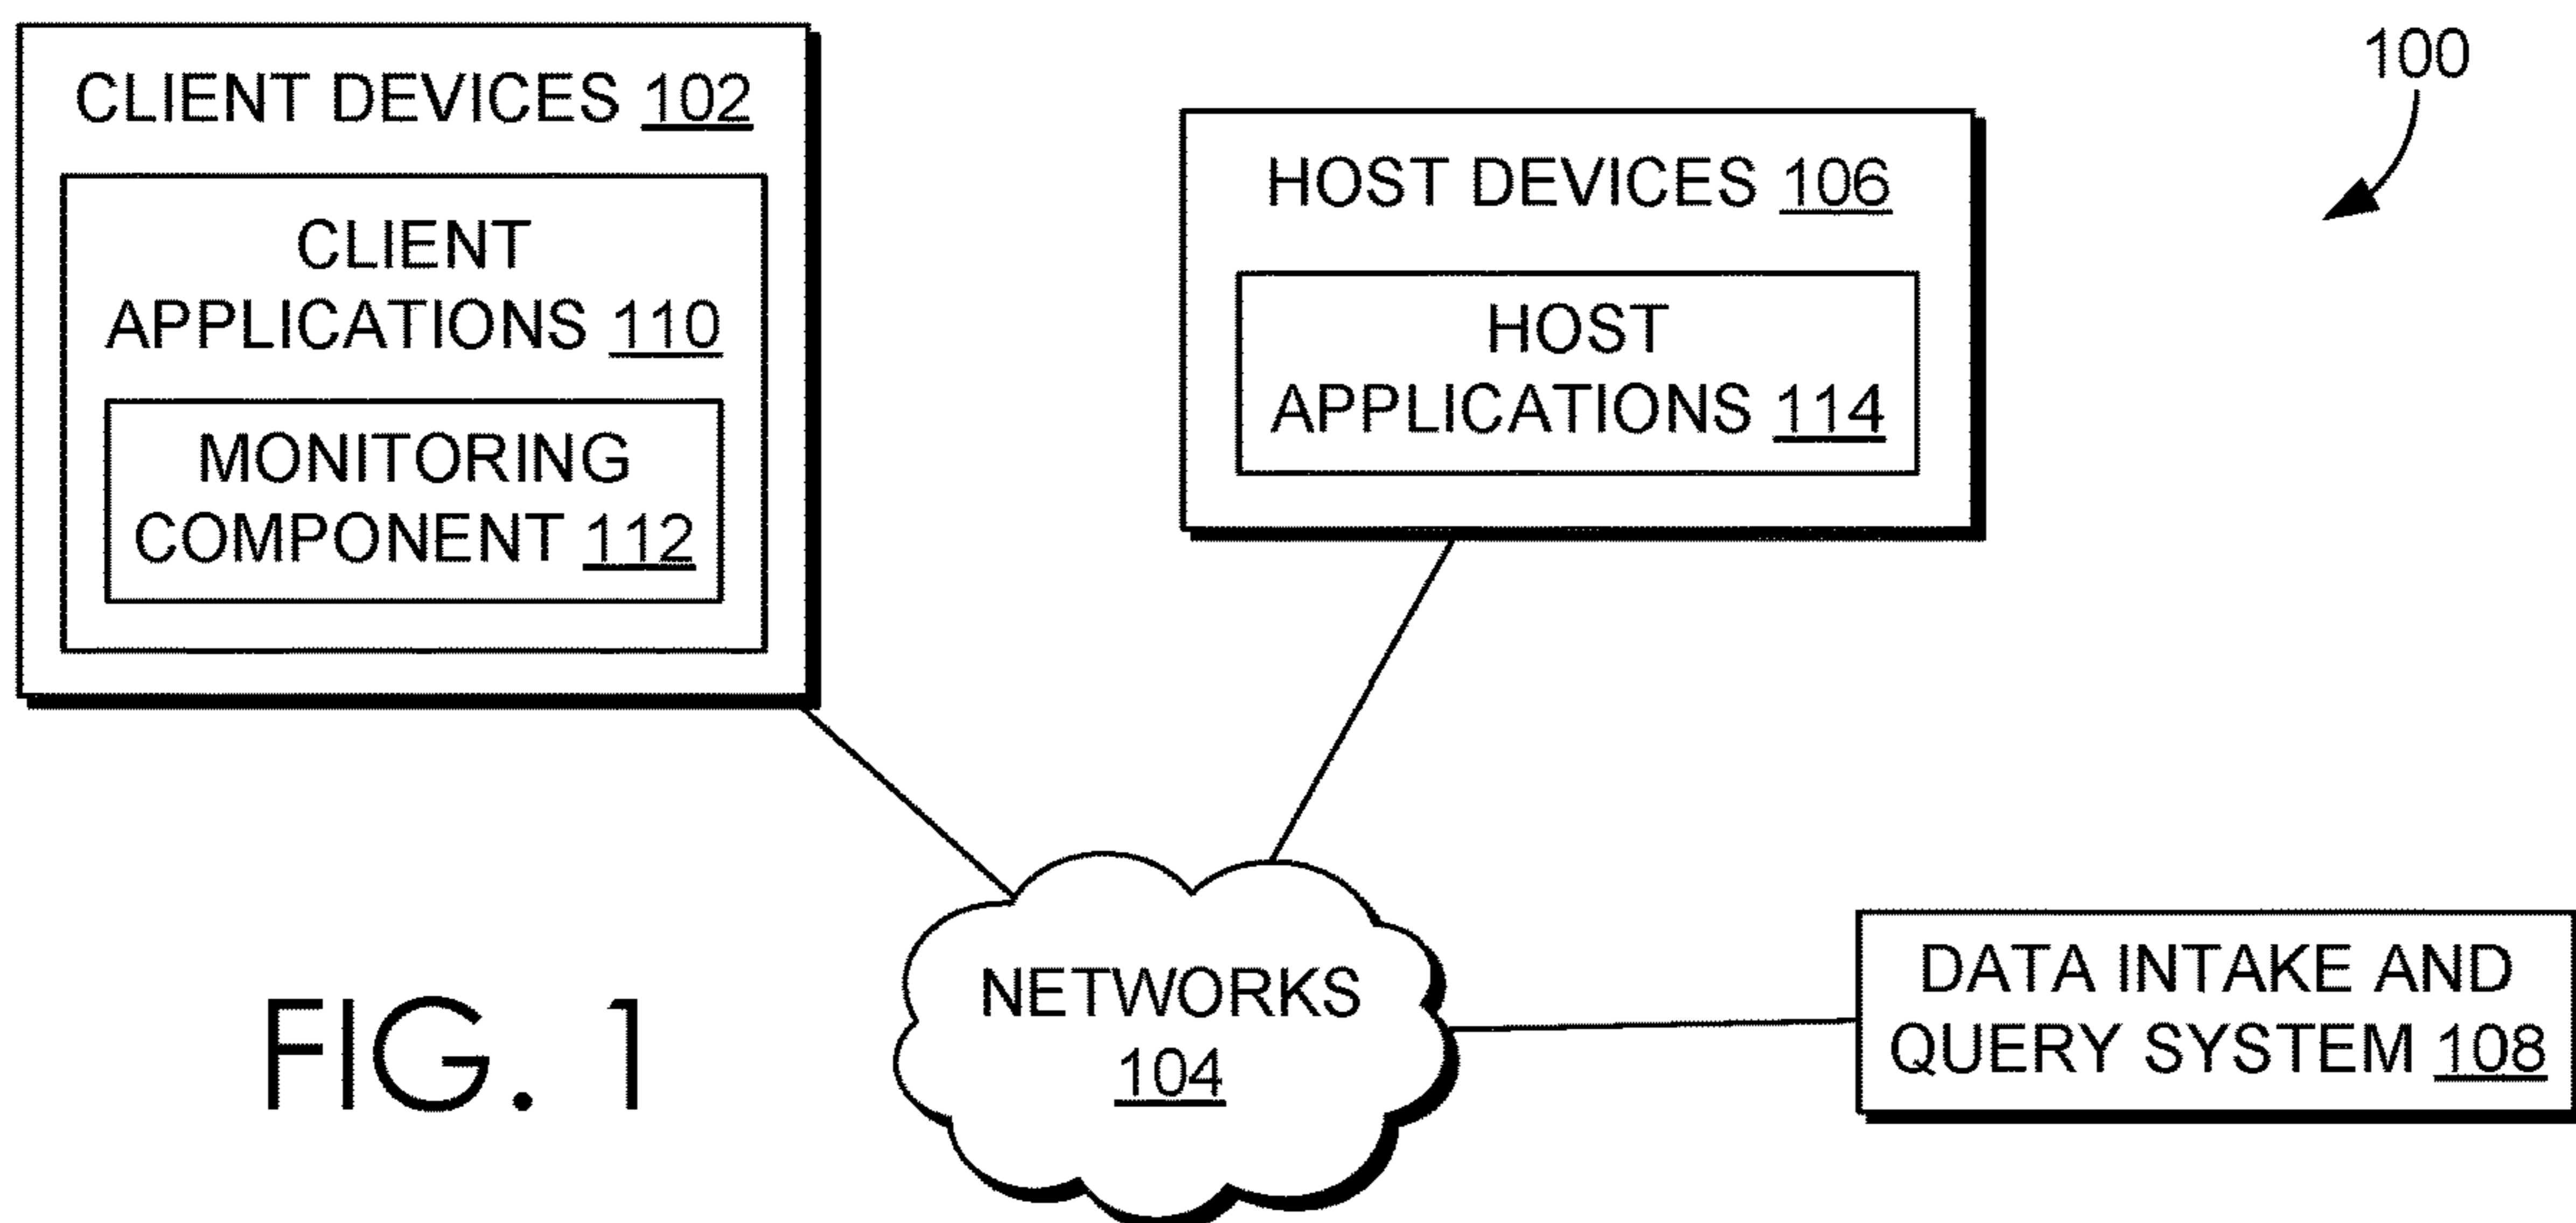 CLIENT DEVICES 102
CLIENT
APPLICATIONS 110
MONITORING
COMPONENT 112
HOST DEVICES 106
HOST
APPLICATIONS 114
100
NETWORKS
104
DATA INTAKE AND
QUERY SYSTEM 108
FIG. 1